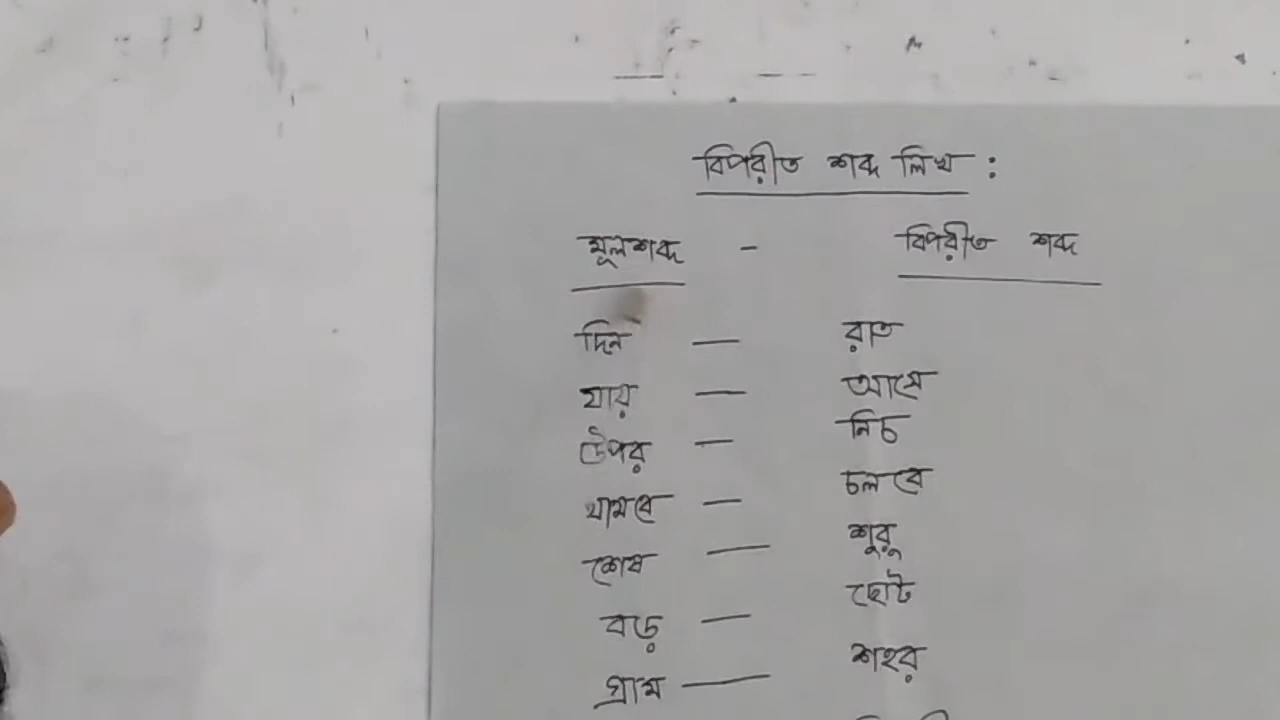 বিপরীত শব্দ লিখ :
মূলশব্দ - বিপরীত শব্দ
দিন — রাত
যায় — আসে
উপর — নিচ
থামবে — চলবে
শেষ — শুরু
বড় — ছোট
গ্রাম — শহর